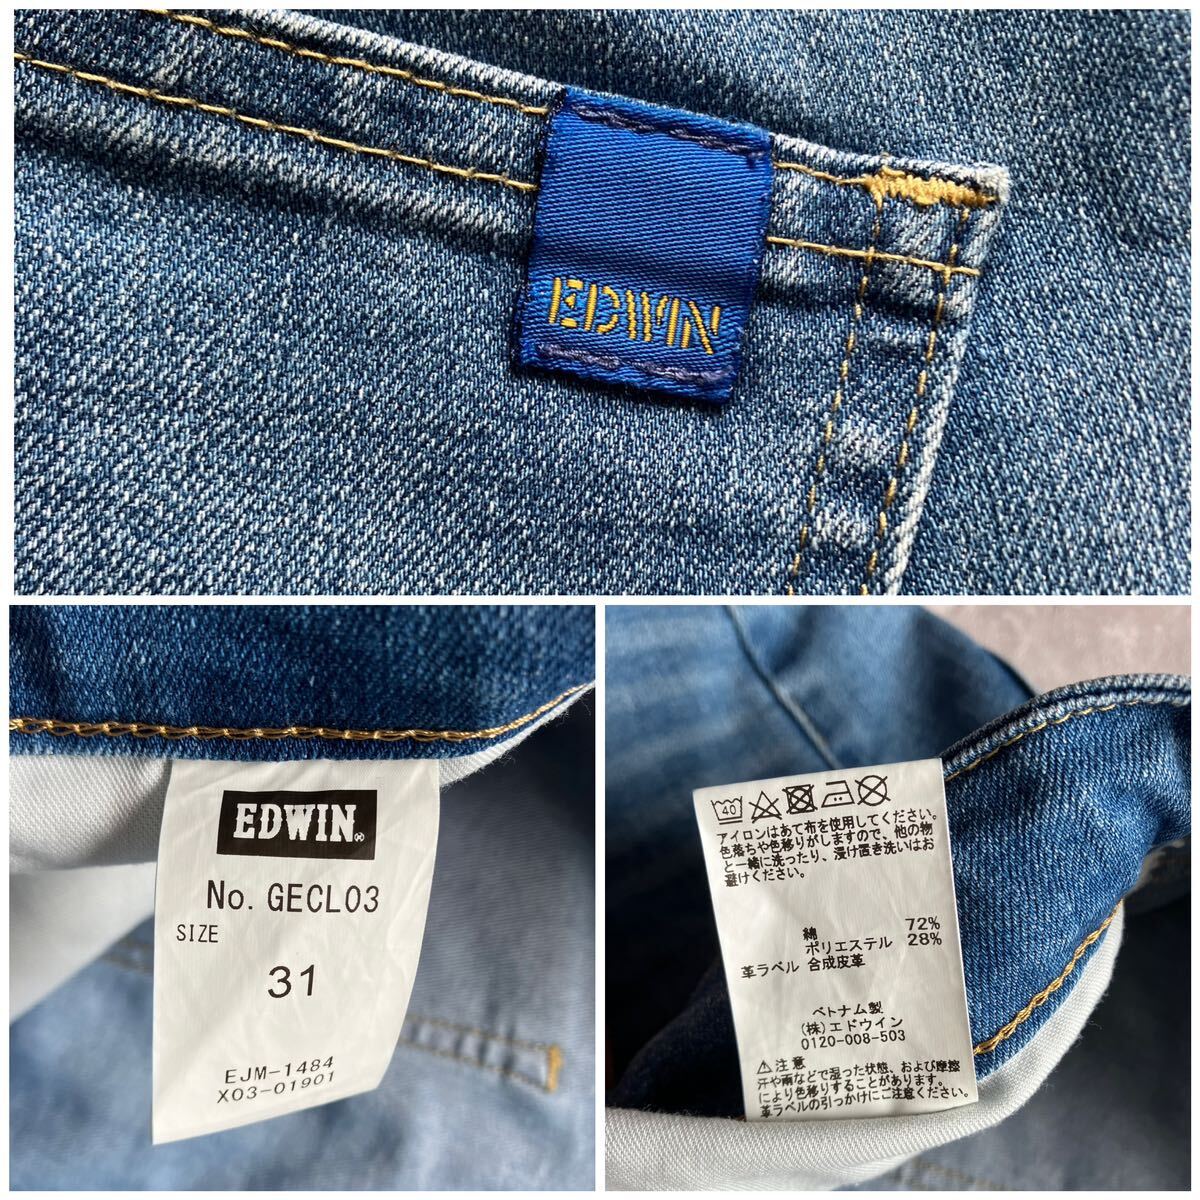 EDWIN
EDWIN
No. GECL03
SIZE
31
EJM-1484
X03-01901
40
アイロンはあて布を使用してください。
色落ちや色移りがしますので、他の物
と一緒に洗ったり、浸け置き洗いはお
避けください。
綿 72%
ポリエステル 28%
革ラベル 合成皮革
ベトナム製
(株)エドウイン
0120-008-503
⚠注意
汗や雨などで湿った状態、および摩擦
により色移りすることがあります。
革ラベルの引っかけにご注意ください。